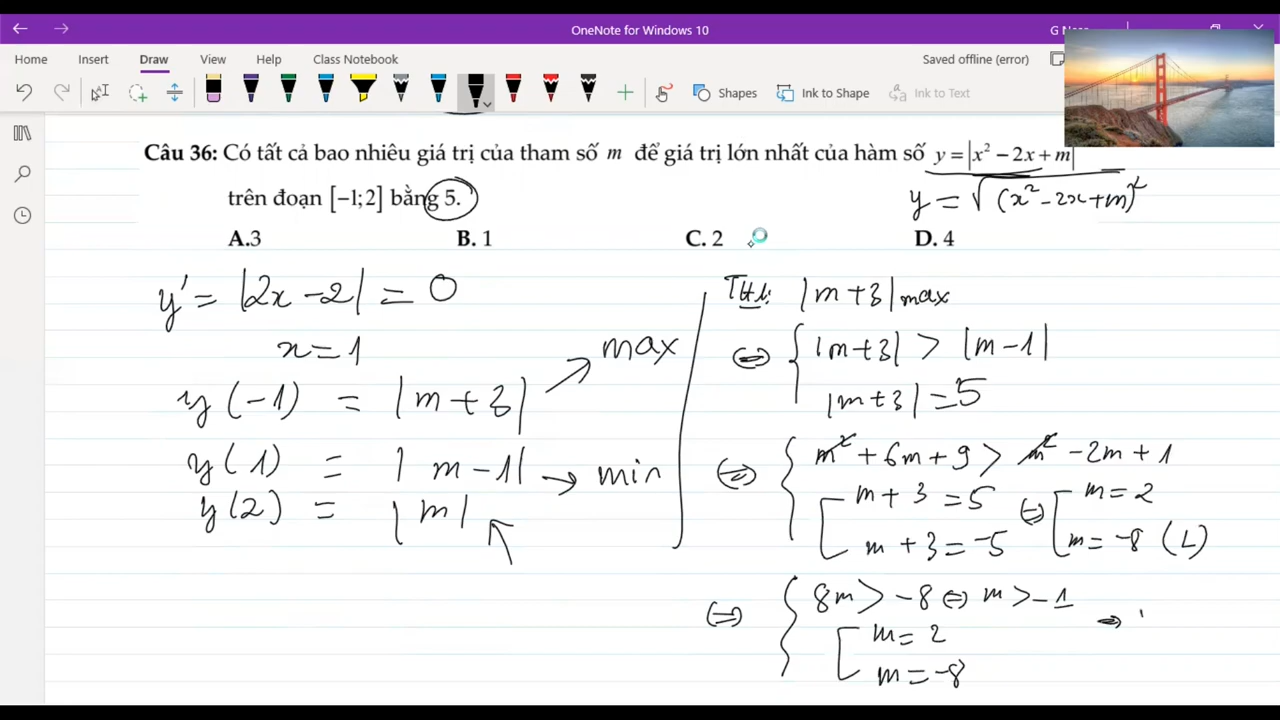 OneNote for Windows 10
Home Insert Draw View Help Class Notebook
Saved offline (error)
Shapes Ink to Shape Ink to Text
Câu 36: Có tất cả bao nhiêu giá trị của tham số m để giá trị lớn nhất của hàm số y = |x² − 2x + m|
trên đoạn [−1;2] bằng 5.
y = √(x² - 2x + m)²
A.3 B. 1 C. 2 D. 4
y' = |2x - 2| = 0
x = 1
y(-1) = |m + 3| → max
y(1) = |m - 1| → min
y(2) = |m|
TH1: |m + 3| max
⇔ { |m + 3| > |m - 1|
|m + 3| = 5
⇔ { m² + 6m + 9 > m² - 2m + 1
[ m + 3 = 5 ⇔ [ m = 2
m + 3 = -5 m = -8 (L)
⇔ { 8m > -8 ⇔ m > -1 ⇒
[ m = 2
m = -8